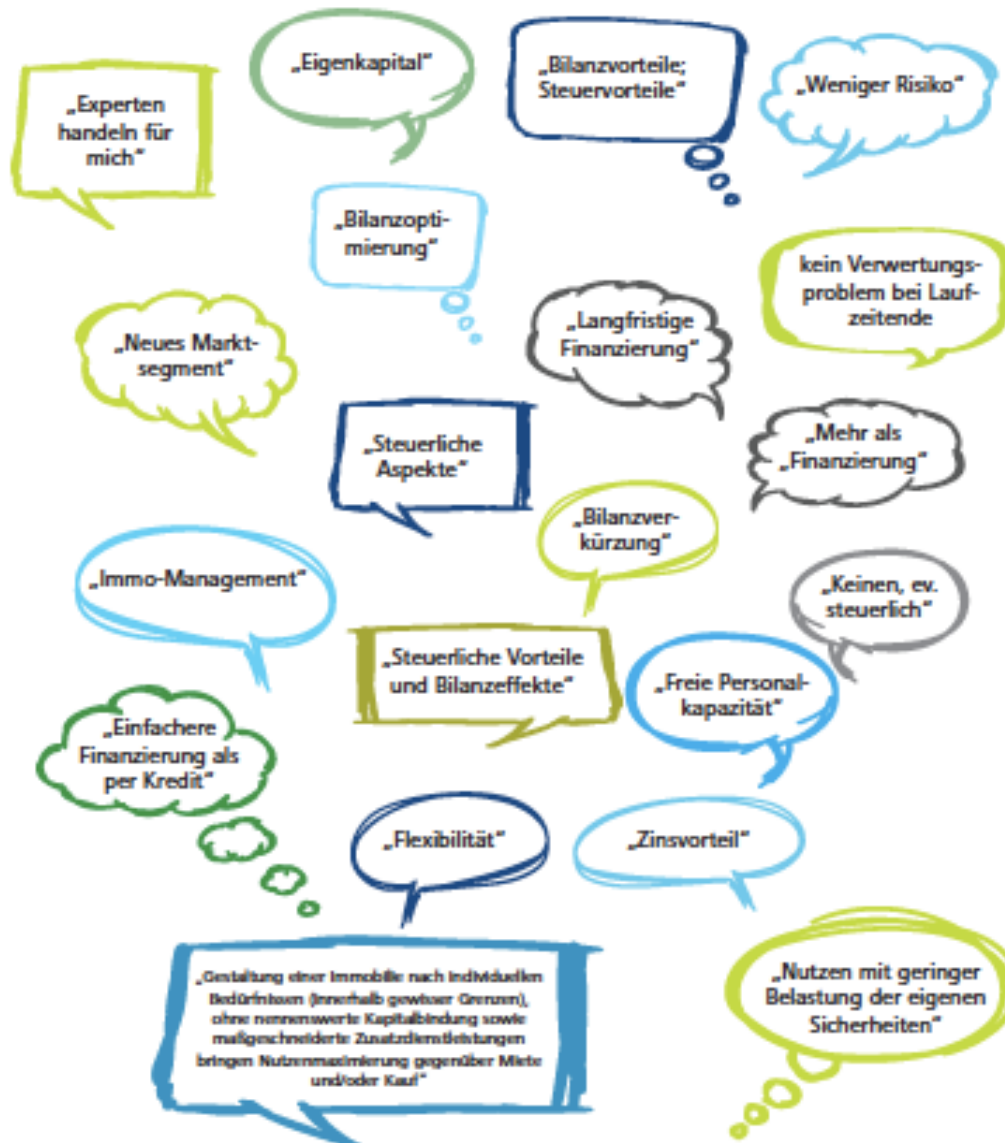 „Eigenkapital“
„Bilanzvorteile;
Steuervorteile“
„Weniger Risiko“
„Experten
handeln für
mich“
„Bilanzopti-
mierung“
kein Verwertungs-
problem bei Lauf-
zeitende
„Neues Markt-
segment“
„Langfristige
Finanzierung“
„Steuerliche
Aspekte“
„Mehr als
„Finanzierung“
„Bilanzver-
kürzung“
„Immo-Management“
„Keinen, ev.
steuerlich“
„Steuerliche Vorteile
und Bilanzeffekte“
„Freie Personal-
kapazität“
„Einfachere
Finanzierung als
per Kredit“
„Flexibilität“
„Zinsvorteil“
„Gestaltung einer Immobilie nach individuellen
Bedürfnissen (innerhalb gewisser Grenzen),
ohne nennenswerte Kapitalbindung sowie
maßgeschneiderte Zusatzdienstleistungen
bringen Nutzenmaximierung gegenüber Miete
und/oder Kauf“
„Nutzen mit geringer
Belastung der eigenen
Sicherheiten“